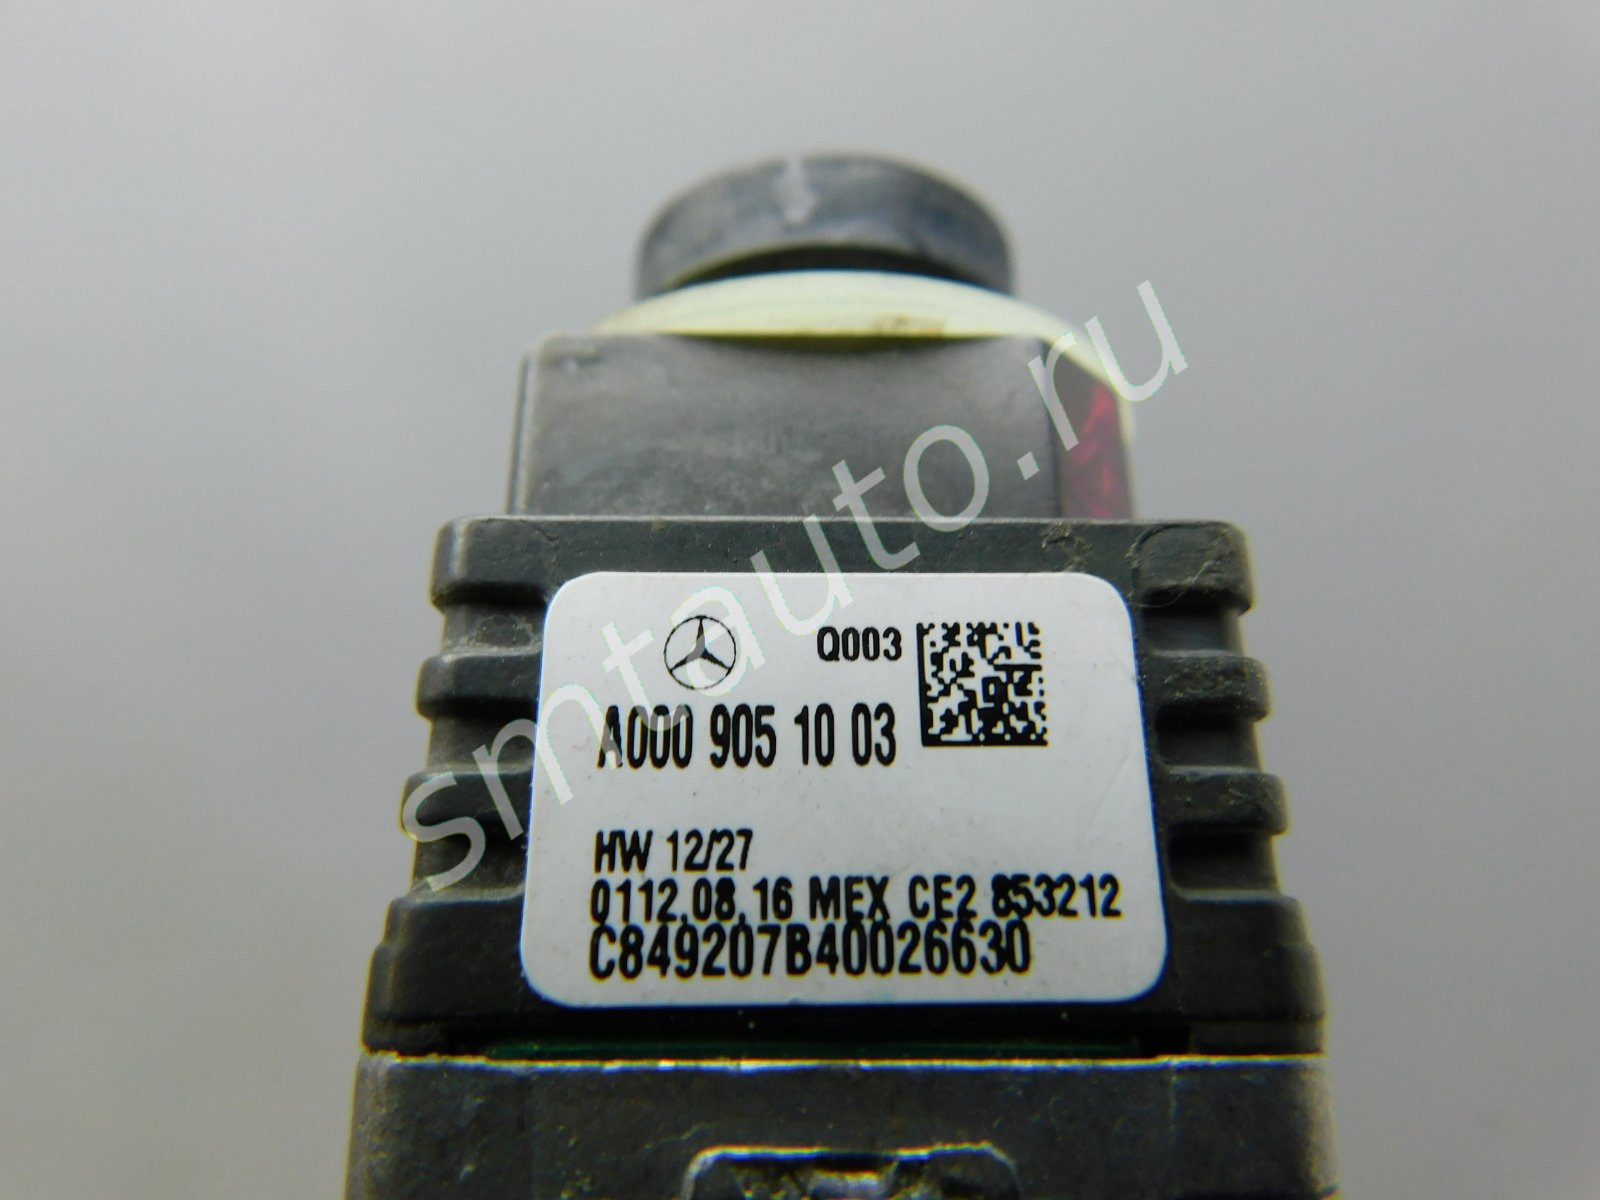 Q003
A000 905 10 03
HW 12/27
0112.08.16 MEX CE2 853212
C849207B40026630
smtauto.ru